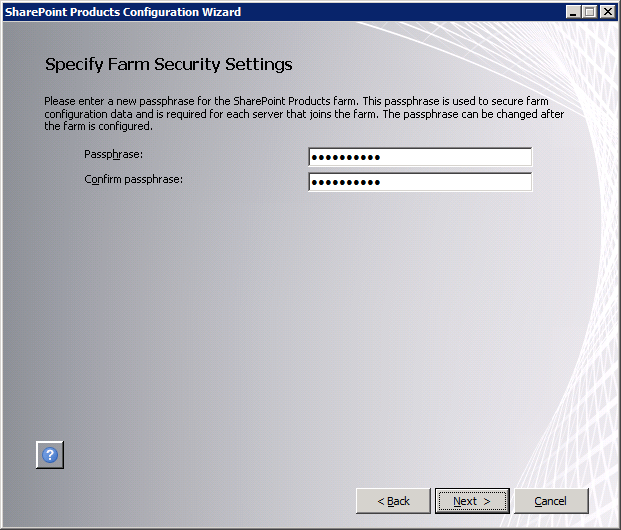 SharePoint Products Configuration Wizard
Specify Farm Security Settings
Please enter a new passphrase for the SharePoint Products farm. This passphrase is used to secure farm
configuration data and is required for each server that joins the farm. The passphrase can be changed after
the farm is configured.
Passphrase: ●●●●●●●●●●
Confirm passphrase: ●●●●●●●●●●
?
< Back Next > Cancel